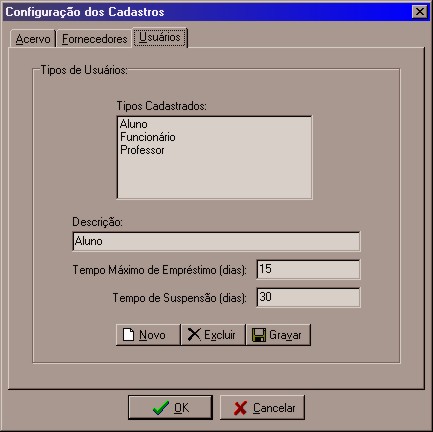 Configuração dos Cadastros
Acervo Fornecedores Usuários
Tipos de Usuários:
Tipos Cadastrados:
Aluno
Funcionário
Professor
Descrição:
Aluno
Tempo Máximo de Empréstimo (dias): 15
Tempo de Suspensão (dias): 30
Novo Excluir Gravar
OK Cancelar